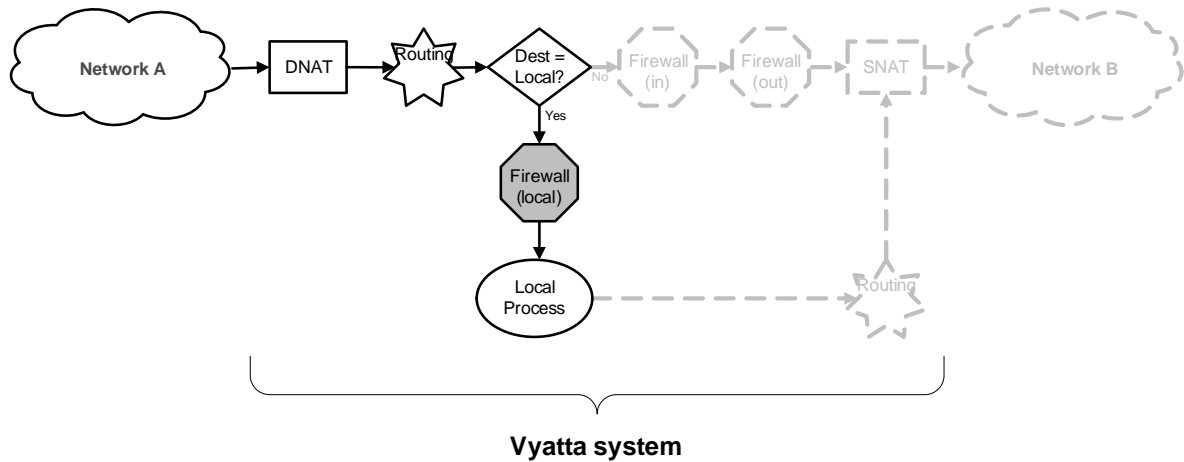 Network A
DNAT
Routing
Dest =
Local?
No
Firewall
(in)
Firewall
(out)
SNAT
Network B
Yes
Firewall
(local)
Local
Process
Routing
Vyatta system